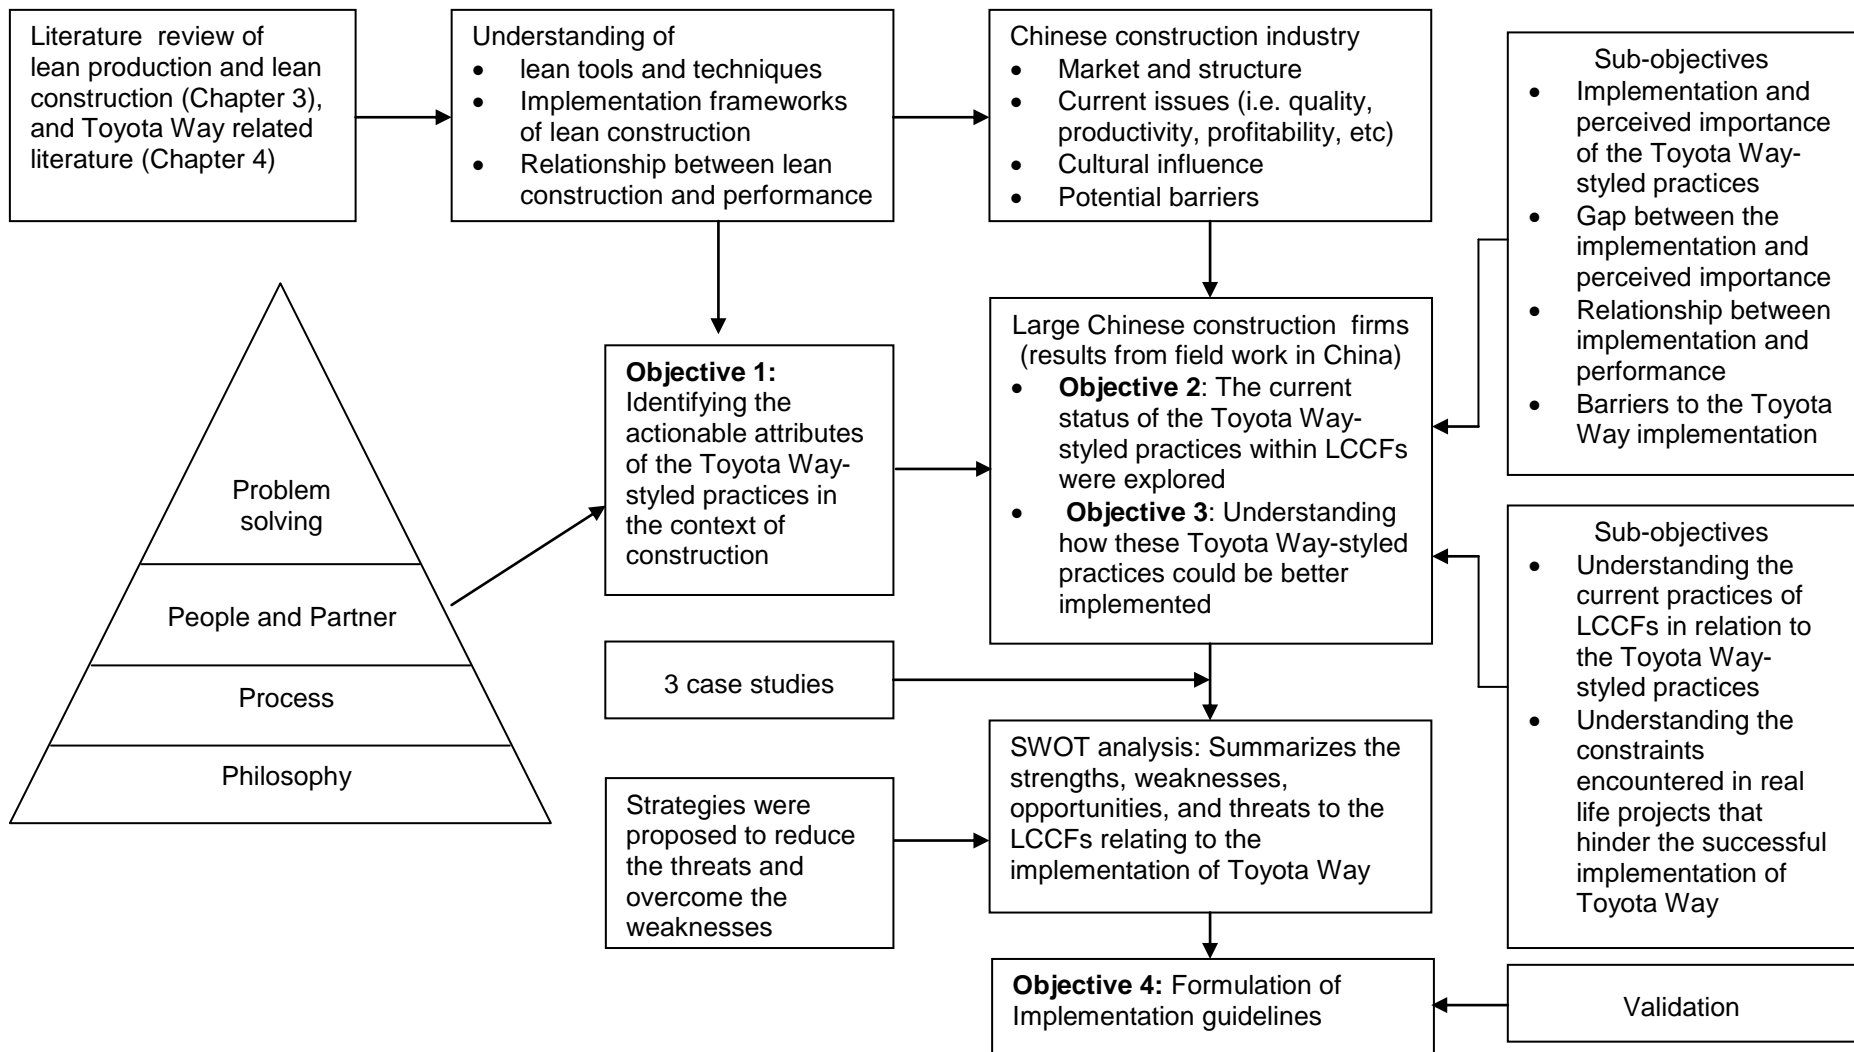 Literature review of
lean production and lean
construction (Chapter 3),
and Toyota Way related
literature (Chapter 4)
Understanding of
• lean tools and techniques
• Implementation frameworks
of lean construction
• Relationship between lean
construction and performance
Chinese construction industry
• Market and structure
• Current issues (i.e. quality,
productivity, profitability, etc)
• Cultural influence
• Potential barriers
Sub-objectives
• Implementation and
perceived importance
of the Toyota Way-
styled practices
• Gap between the
implementation and
perceived importance
• Relationship between
implementation and
performance
• Barriers to the Toyota
Way implementation
Problem
solving
People and Partner
Process
Philosophy
Objective 1:
Identifying the
actionable attributes
of the Toyota Way-
styled practices in
the context of
construction
Large Chinese construction firms
(results from field work in China)
• Objective 2: The current
status of the Toyota Way-
styled practices within LCCFs
were explored
• Objective 3: Understanding
how these Toyota Way-styled
practices could be better
implemented
Sub-objectives
• Understanding the
current practices of
LCCFs in relation to
the Toyota Way-
styled practices
• Understanding the
constraints
encountered in real
life projects that
hinder the successful
implementation of
Toyota Way
3 case studies
SWOT analysis: Summarizes the
strengths, weaknesses,
opportunities, and threats to the
LCCFs relating to the
implementation of Toyota Way
Strategies were
proposed to reduce
the threats and
overcome the
weaknesses
Objective 4: Formulation of
Implementation guidelines
Validation